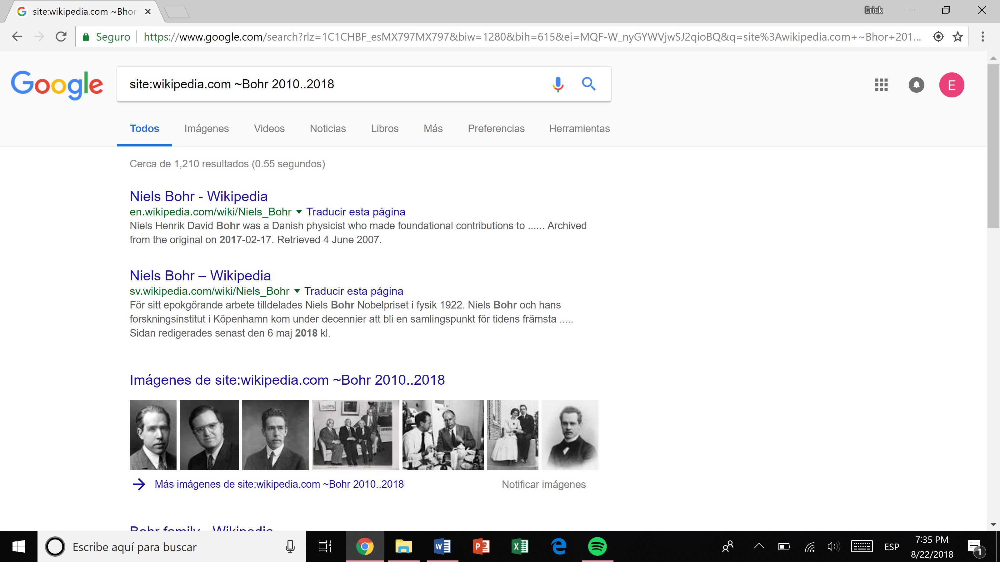 site:wikipedia.com ~Bhor
Erick
Seguro
https://www.google.com/search?rlz=1C1CHBF_esMX797MX797&biw=1280&bih=615&ei=MQF-W_nyGYWVjwSJ2qioBQ&q=site%3Awikipedia.com+~Bhor+201...
Google
site:wikipedia.com ~Bohr 2010..2018
E
Todos Imágenes Videos Noticias Libros Más Preferencias Herramientas
Cerca de 1,210 resultados (0.55 segundos)
Niels Bohr - Wikipedia
en.wikipedia.com/wiki/Niels_Bohr Traducir esta página
Niels Henrik David Bohr was a Danish physicist who made foundational contributions to ...... Archived
from the original on 2017-02-17. Retrieved 4 June 2007.
Niels Bohr – Wikipedia
sv.wikipedia.com/wiki/Niels_Bohr Traducir esta página
För sitt epokgörande arbete tilldelades Niels Bohr Nobelpriset i fysik 1922. Niels Bohr och hans
forskningsinstitut i Köpenhamn kom under decennier att bli en samlingspunkt för tidens främsta .....
Sidan redigerades senast den 6 maj 2018 kl.
Imágenes de site:wikipedia.com ~Bohr 2010..2018
Más imágenes de site:wikipedia.com ~Bohr 2010..2018 Notificar imágenes
Bohr family - Wikipedia
Escribe aquí para buscar
ESP
7:35 PM
8/22/2018
1